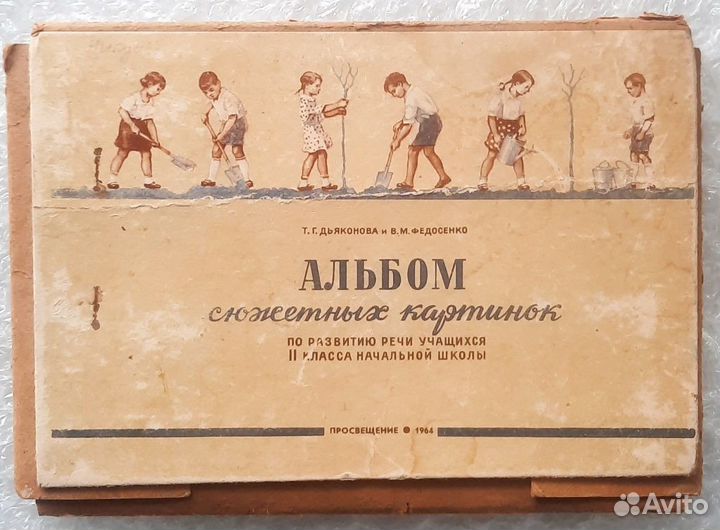 Т. Г. ДЬЯКОНОВА и В. М. ФЕДОСЕНКО
АЛЬБОМ
сюжетных картинок
ПО РАЗВИТИЮ РЕЧИ УЧАЩИХСЯ
II КЛАССА НАЧАЛЬНОЙ ШКОЛЫ
ПРОСВЕЩЕНИЕ • 1964
Avito